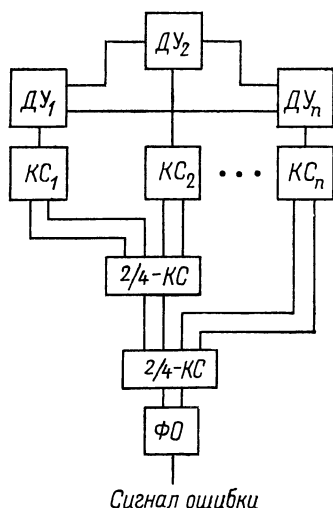 ДУ₂
ДУ₁
ДУₙ
КС₁
КС₂
• • •
КСₙ
2/4-КС
2/4-КС
ФО
Сигнал ошибки